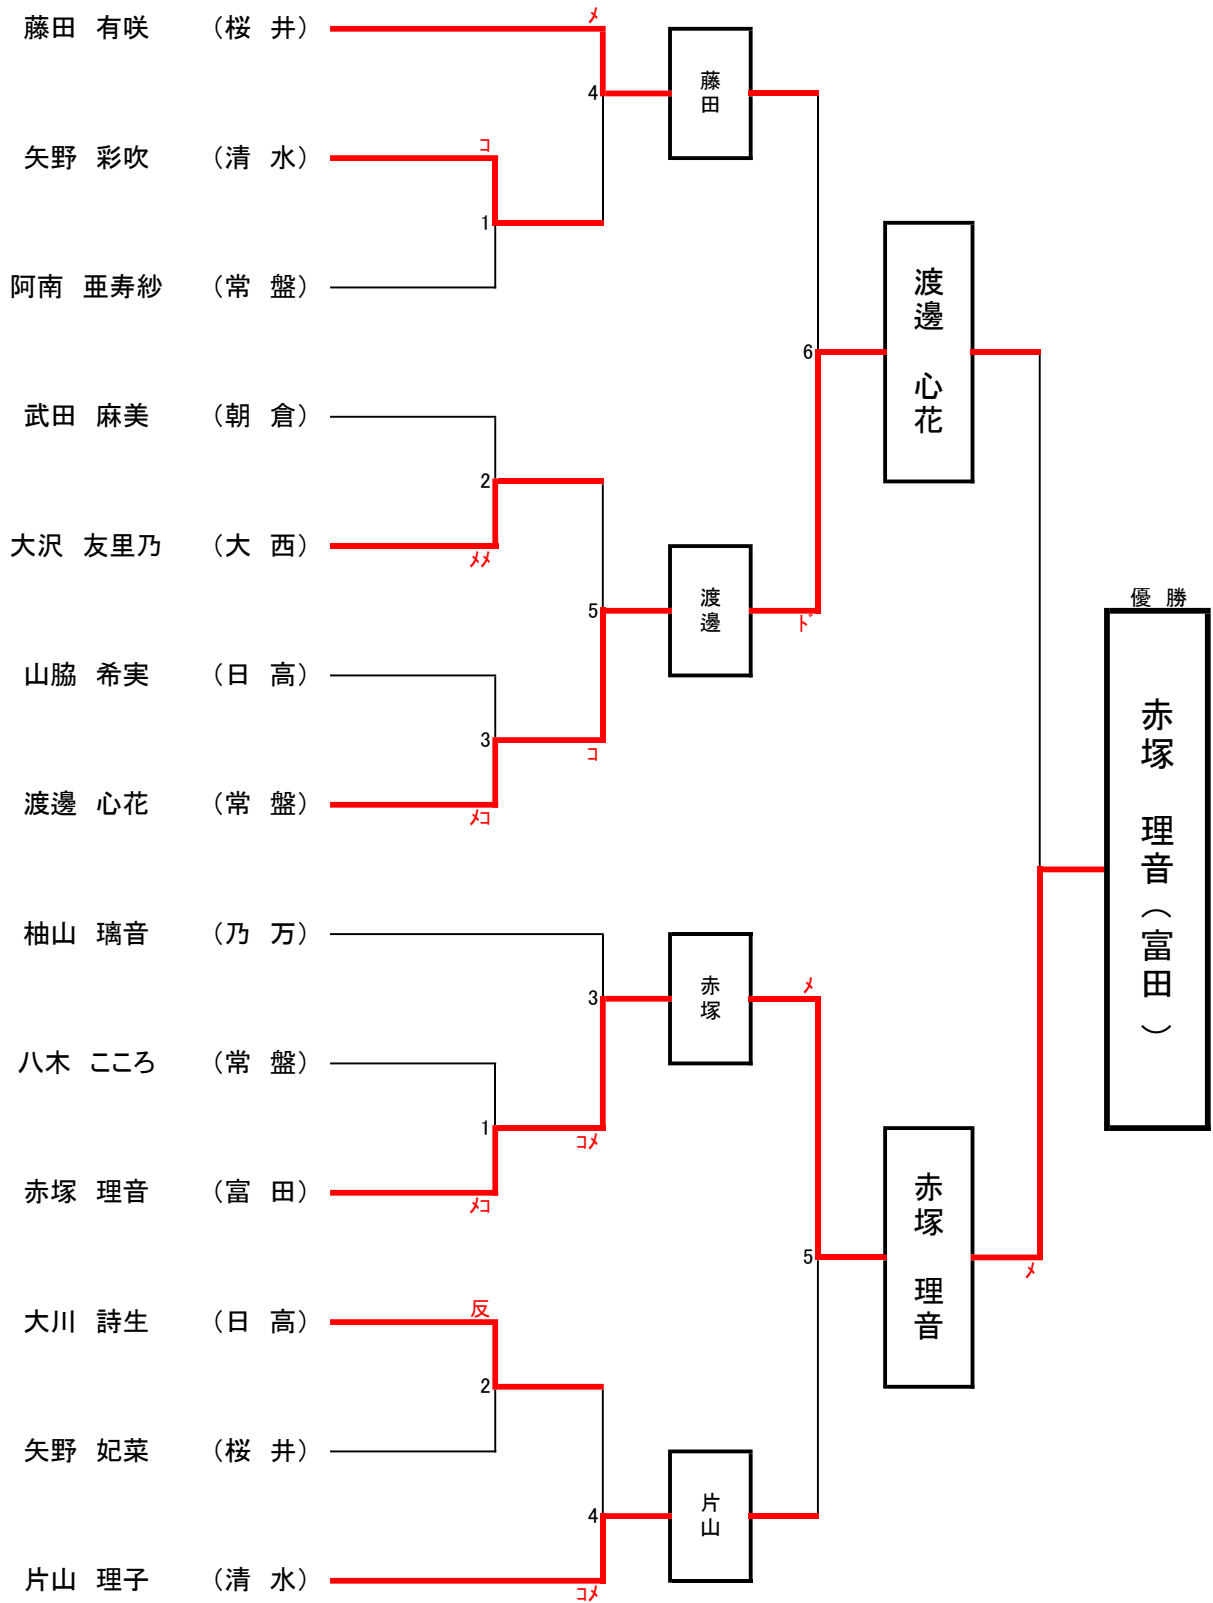 藤田 有咲 （桜 井） ﾒ
藤田
4
矢野 彩吹 （清 水） ｺ
1
阿南 亜寿紗 （常 盤）
渡邊 心花
6
武田 麻美 （朝 倉）
2
大沢 友里乃 （大 西） ﾒﾒ
渡邊
5
ﾄﾞ
山脇 希実 （日 高）
3
ｺ
渡邊 心花 （常 盤） ﾒｺ
優 勝
赤塚 理音（富田）
柚山 璃音 （乃 万）
赤塚
ﾒ
3
八木 こころ （常 盤）
1
ｺﾒ
赤塚 理音 （富 田） ﾒｺ
赤塚 理音
5
ﾒ
大川 詩生 （日 高） 反
2
矢野 妃菜 （桜 井）
片山
4
片山 理子 （清 水） ｺﾒ